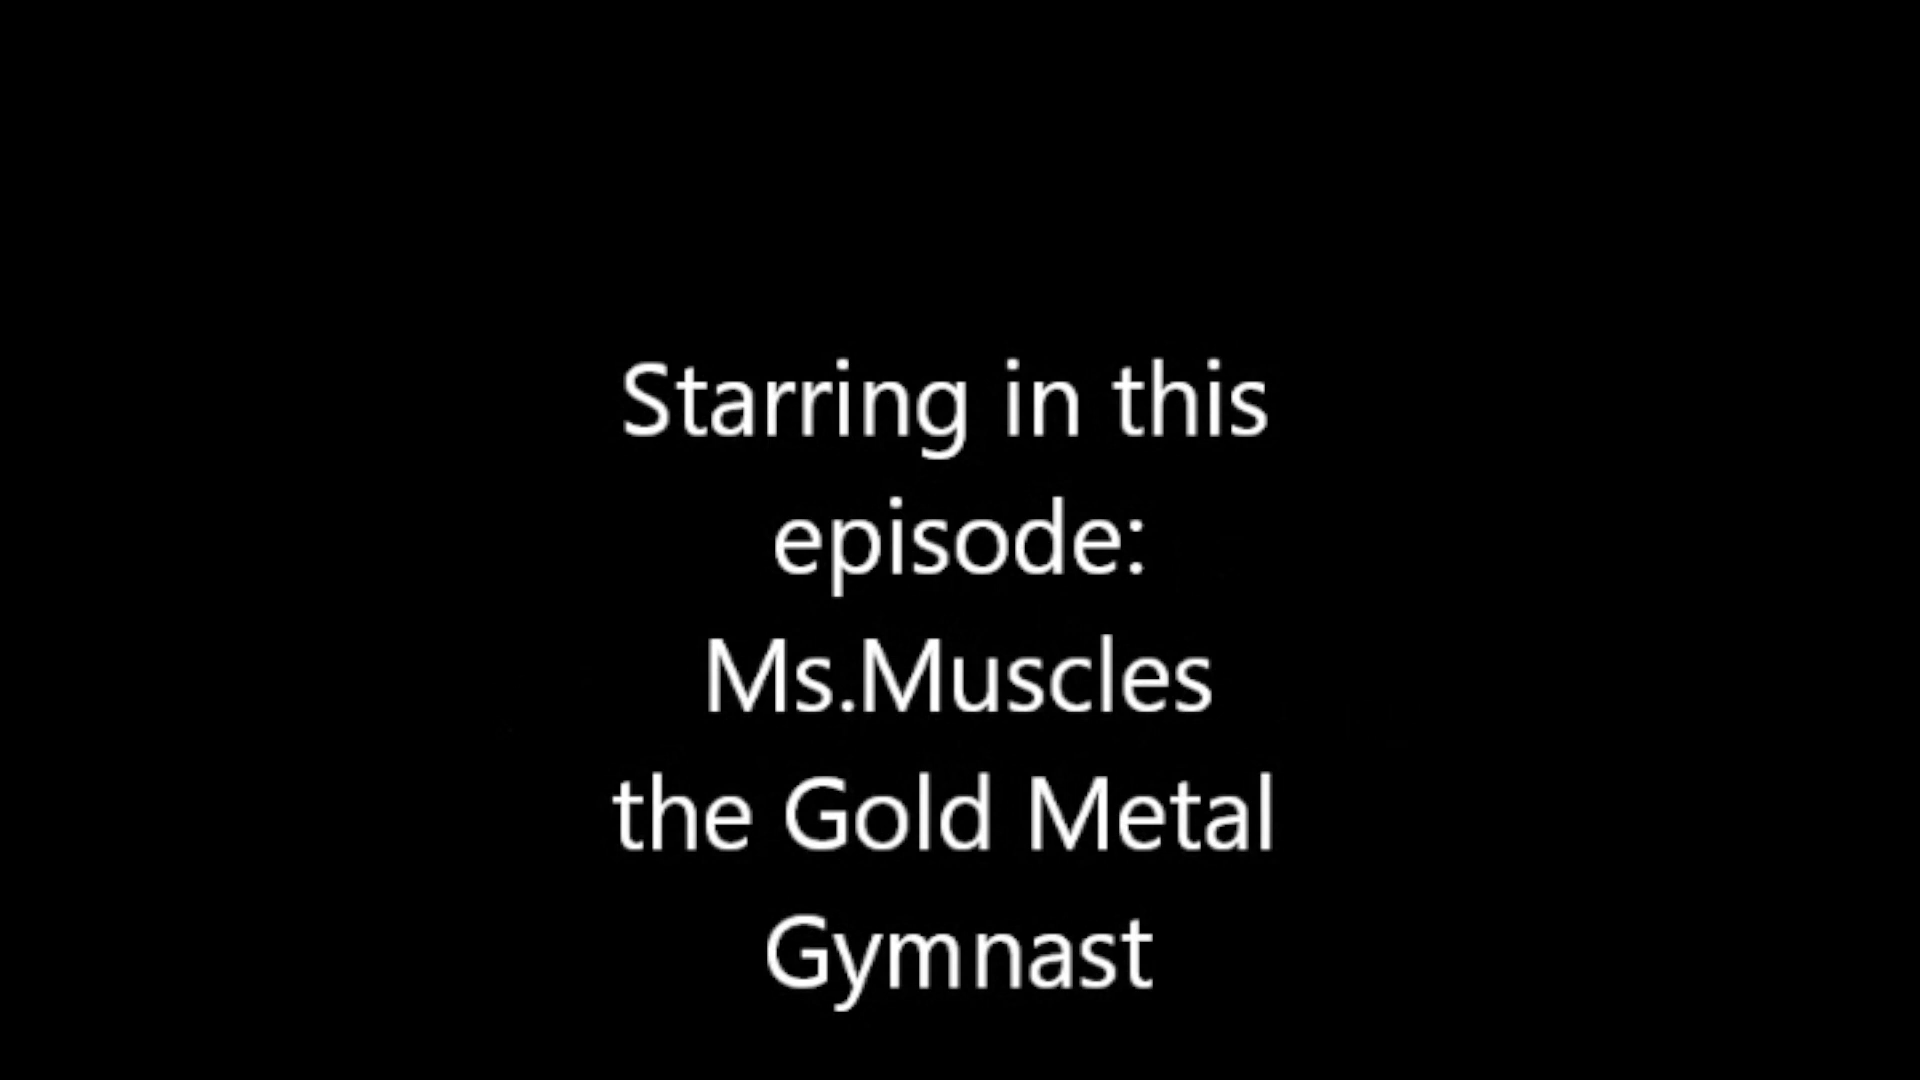 Starring in this
episode:
Ms.Muscles
the Gold Metal
Gymnast